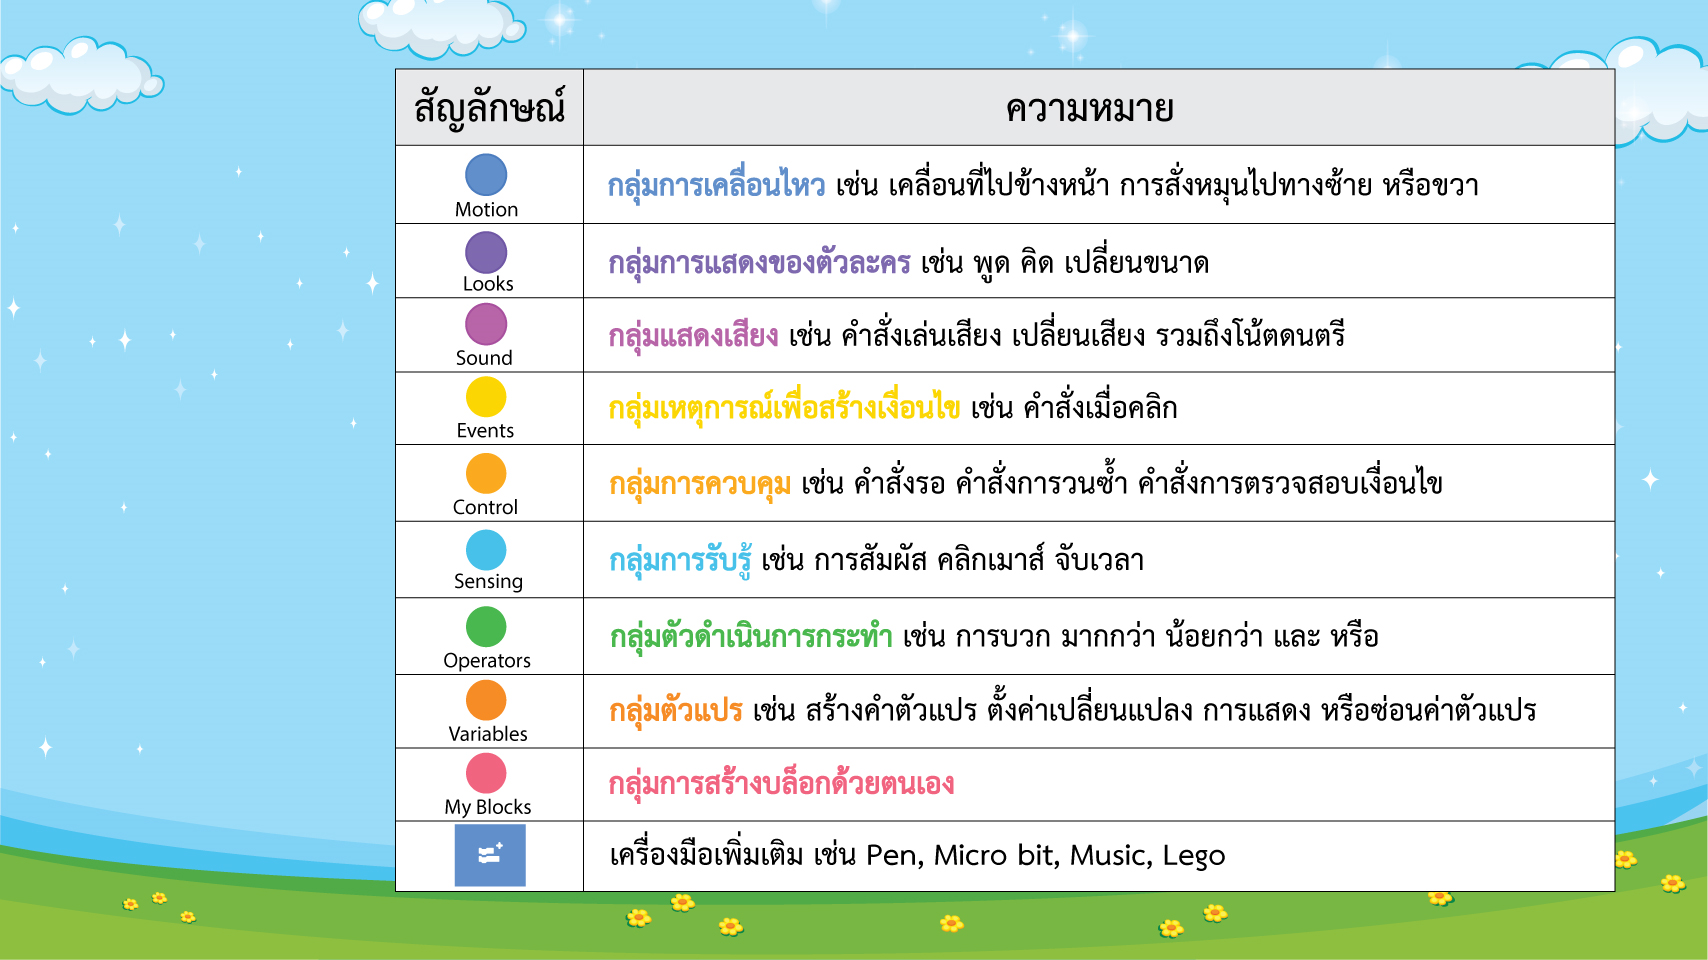 สัญลักษณ์ ความหมาย
Motion กลุ่มการเคลื่อนไหว เช่น เคลื่อนที่ไปข้างหน้า การสั่งหมุนไปทางซ้าย หรือขวา
Looks กลุ่มการแสดงของตัวละคร เช่น พูด คิด เปลี่ยนขนาด
Sound กลุ่มแสดงเสียง เช่น คำสั่งเล่นเสียง เปลี่ยนเสียง รวมถึงโน้ตดนตรี
Events กลุ่มเหตุการณ์เพื่อสร้างเงื่อนไข เช่น คำสั่งเมื่อคลิก
Control กลุ่มการควบคุม เช่น คำสั่งรอ คำสั่งการวนซ้ำ คำสั่งการตรวจสอบเงื่อนไข
Sensing กลุ่มการรับรู้ เช่น การสัมผัส คลิกเมาส์ จับเวลา
Operators กลุ่มตัวดำเนินการกระทำ เช่น การบวก มากกว่า น้อยกว่า และ หรือ
Variables กลุ่มตัวแปร เช่น สร้างคำตัวแปร ตั้งค่าเปลี่ยนแปลง การแสดง หรือซ่อนค่าตัวแปร
My Blocks กลุ่มการสร้างบล็อกด้วยตนเอง
เครื่องมือเพิ่มเติม เช่น Pen, Micro bit, Music, Lego